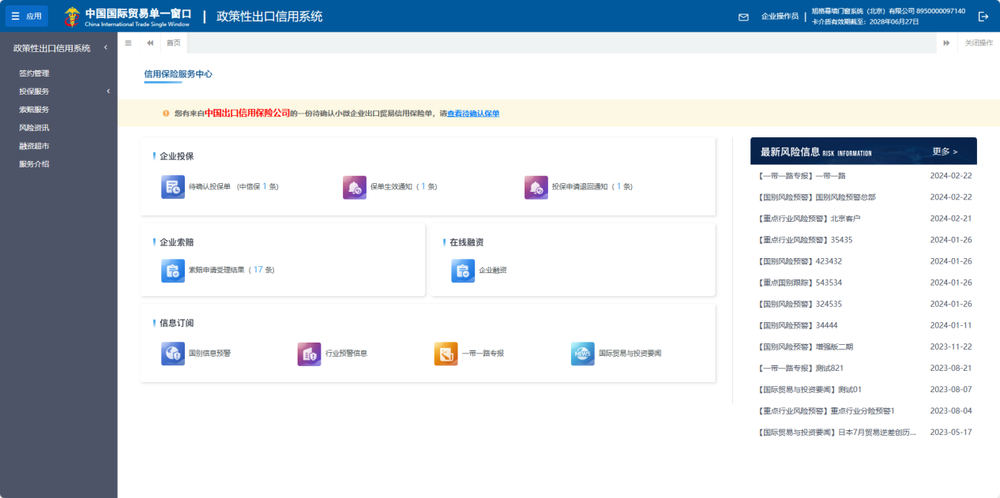 应用
中国国际贸易单一窗口
China International Trade Single Window
政策性出口信用系统
企业操作员
旭格幕墙门窗系统（北京）有限公司 8950000097140
卡介质有效期截至：2028年06月27日
政策性出口信用系统
首页
关闭操作
签约管理
投保服务
索赔服务
风险资讯
融资超市
服务介绍
信用保险服务中心
您有来自中国出口信用保险公司的一份待确认小微企业出口贸易信用保险单，请查看待确认保单
企业投保
待确认投保单 （中信保 1 条）
保单生效通知（ 1 条）
投保申请退回通知（ 1 条）
企业索赔
索赔申请受理结果（ 17 条）
在线融资
企业融资
信息订阅
国别信息预警
行业预警信息
一带一路专报
NEWS
国际贸易与投资要闻
最新风险信息 RISK INFORMATION
更多 >
【一带一路专报】一带一路 2024-02-22
【国别风险预警】国别风险预警总部 2024-02-22
【重点行业风险预警】北京客户 2024-02-21
【重点行业风险预警】35435 2024-01-26
【国别风险预警】423432 2024-01-26
【重点国别跟踪】543534 2024-01-26
【国别风险预警】324535 2024-01-26
【国别风险预警】34444 2024-01-11
【国别风险预警】增强版二期 2023-11-22
【一带一路专报】测试821 2023-08-21
【国际贸易与投资要闻】测试01 2023-08-07
【重点行业风险预警】重点行业分险预警1 2023-08-04
【国际贸易与投资要闻】日本7月贸易逆差创历... 2023-05-17